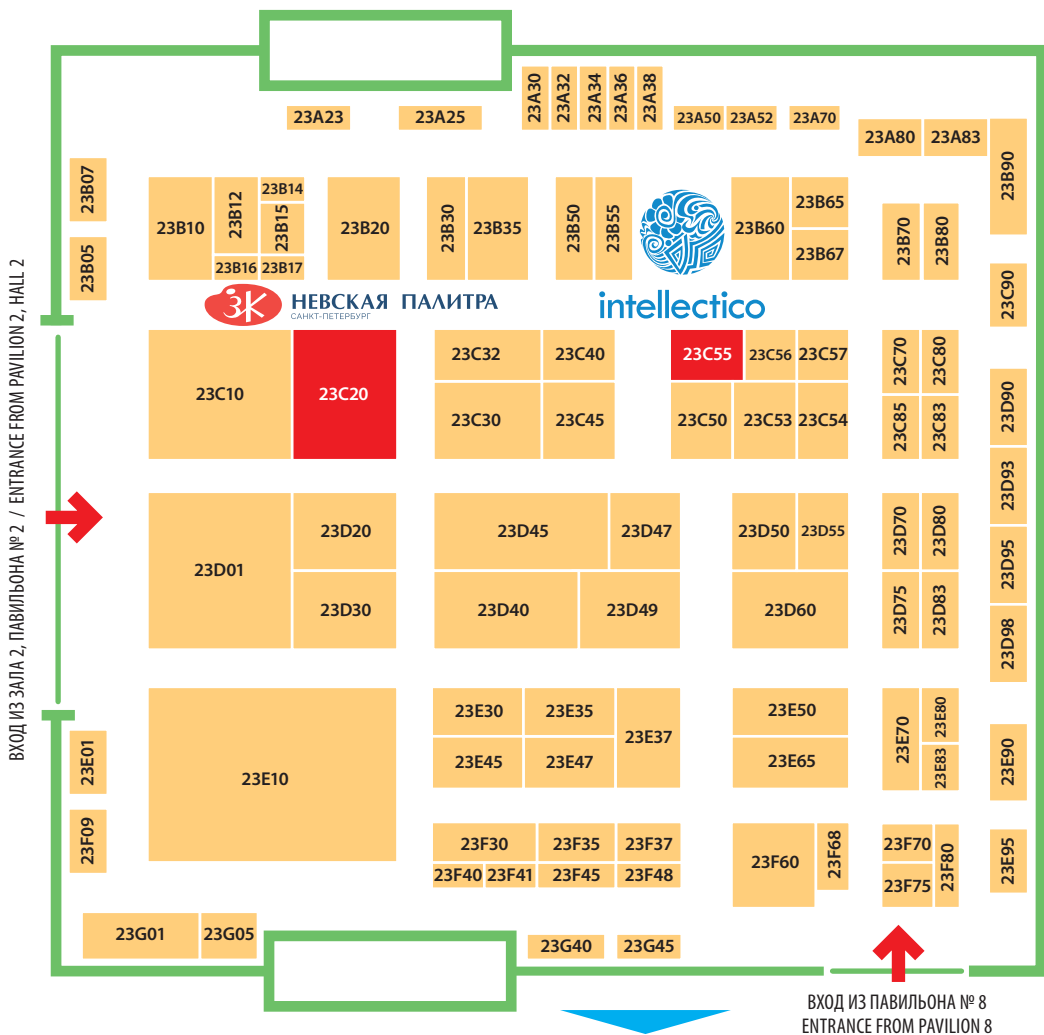 23A30 23A32 23A34 23A36 23A38
23A23 23A25 23A50 23A52 23A70
23A80 23A83 23B90
23B07
23B05
23B10 23B12 23B14
23B15
23B16 23B17
23B20 23B30 23B35 23B50 23B55 23B60 23B65
23B67
23B70 23B80
23C90
ЗК НЕВСКАЯ ПАЛИТРА
САНКТ-ПЕТЕРБУРГ
intellectico
23C10 23C20 23C32 23C40 23C55 23C56 23C57 23C70 23C80
23C30 23C45 23C50 23C53 23C54 23C85 23C83
23D90
23D93
23D95
23D98
23D01 23D20 23D45 23D47 23D50 23D55 23D70 23D80
23D30 23D40 23D49 23D60 23D75 23D83
ВХОД ИЗ ЗАЛА 2, ПАВИЛЬОНА № 2 / ENTRANCE FROM PAVILION 2, HALL 2
23E01
23F09
23E10 23E30 23E35 23E37 23E50 23E70 23E80
23E45 23E47 23E65 23E83
23E90
23E95
23F30 23F35 23F37 23F60 23F68 23F70 23F80
23F40 23F41 23F45 23F48 23F75
23G01 23G05 23G40 23G45
ВХОД ИЗ ПАВИЛЬОНА № 8
ENTRANCE FROM PAVILION 8